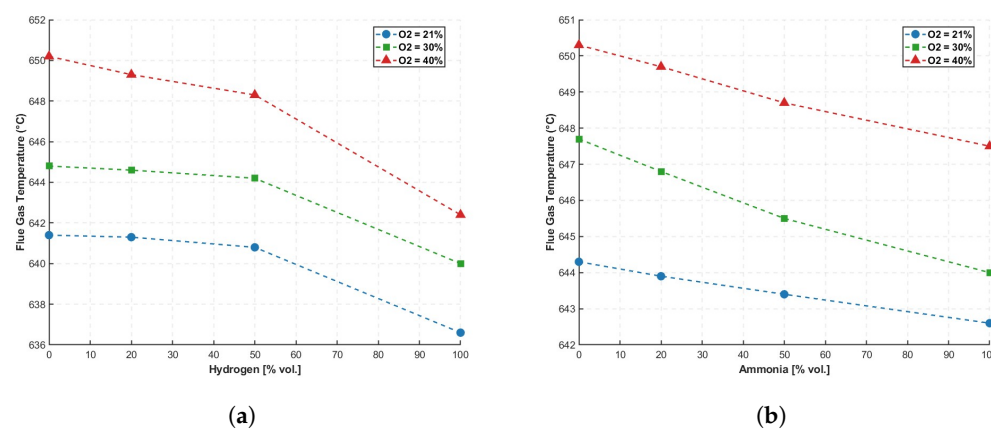 652
650
648
646
644
642
640
638
636
Flue Gas Temperature (°C)
O2 = 21%
O2 = 30%
O2 = 40%
0 10 20 30 40 50 60 70 80 90 100
Hydrogen [% vol.]
(a)
651
650
649
648
647
646
645
644
643
642
Flue Gas Temperature (°C)
O2 = 21%
O2 = 30%
O2 = 40%
0 10 20 30 40 50 60 70 80 90 100
Ammonia [% vol.]
(b)